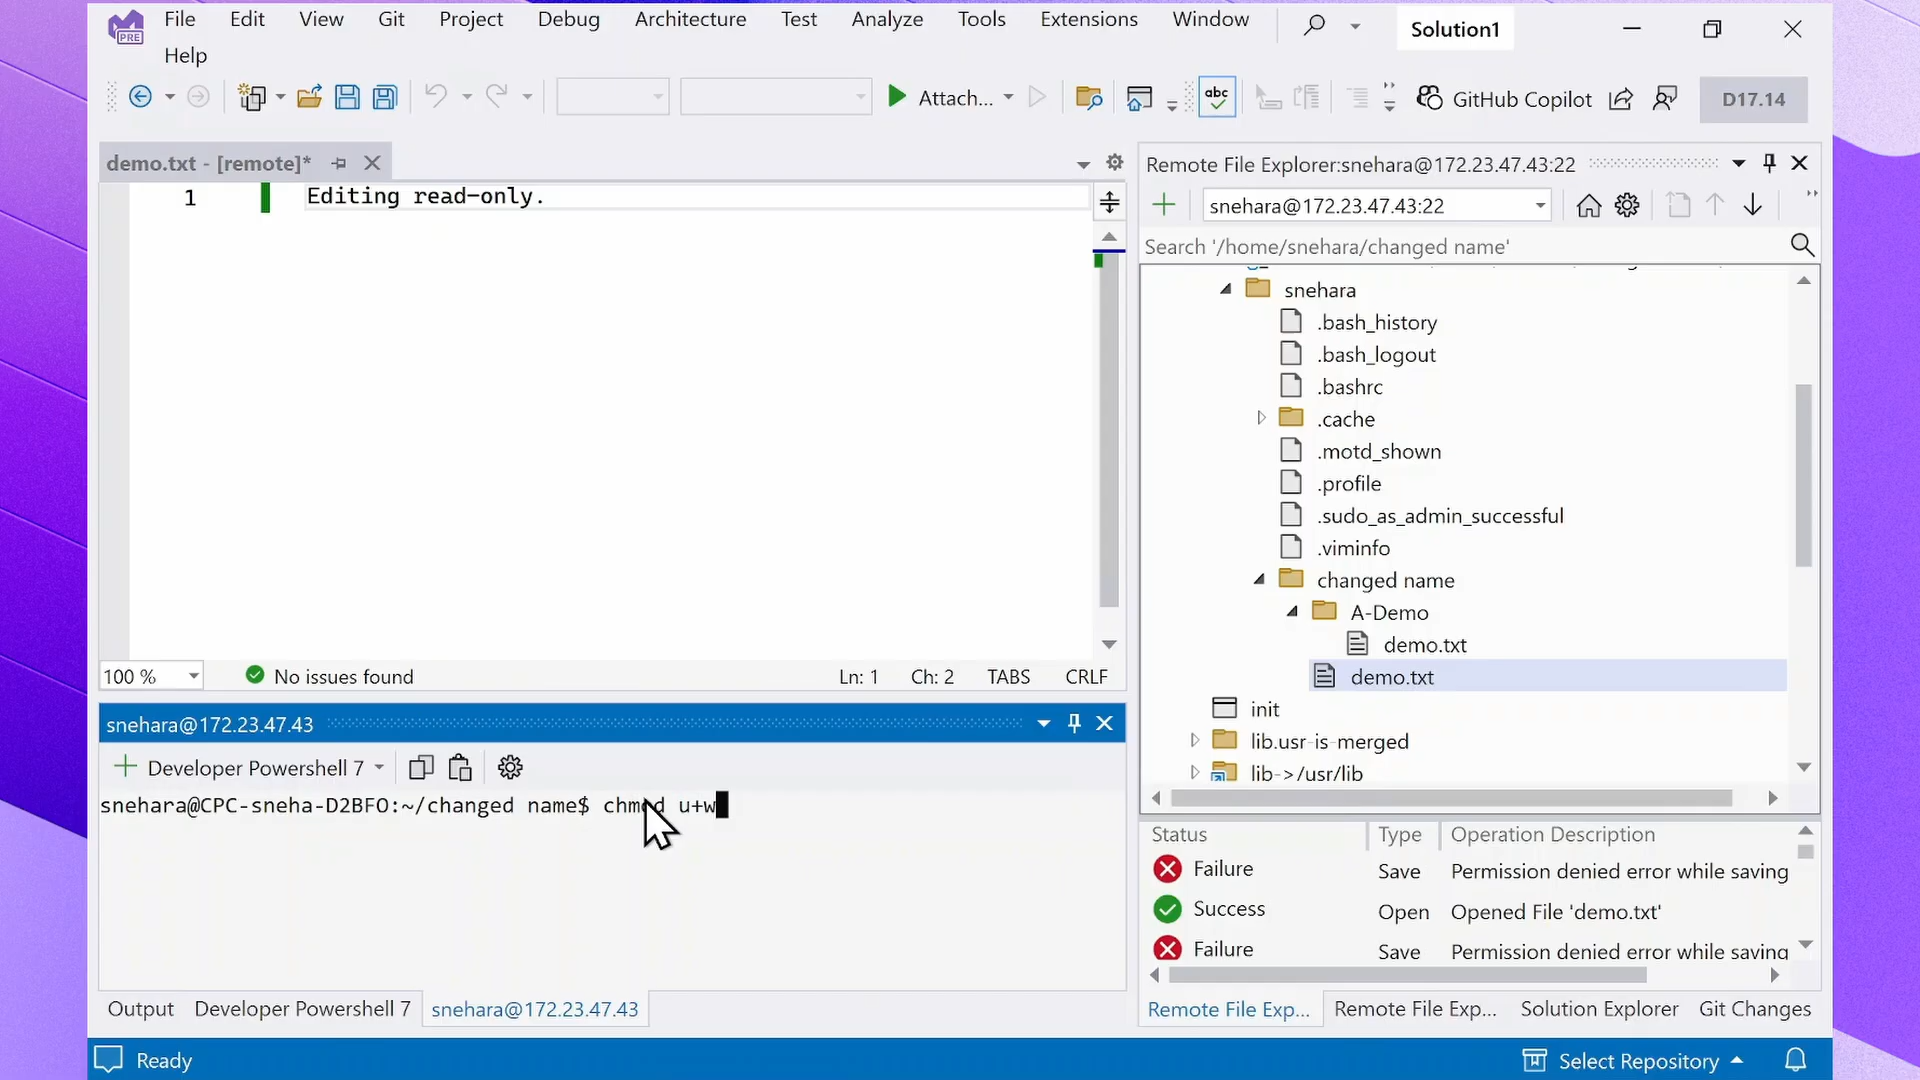 PRE
File Edit View Git Project Debug Architecture Test Analyze Tools Extensions Window
Solution1
Help
Attach...
abc
GitHub Copilot
D17.14
demo.txt - [remote]*
1 Editing read-only.
100 %
No issues found
Ln: 1 Ch: 2 TABS CRLF
snehara@172.23.47.43
Developer Powershell 7
snehara@CPC-sneha-D2BFO:~/changed name$ chmod u+w
Output Developer Powershell 7 snehara@172.23.47.43
Remote File Explorer:snehara@172.23.47.43:22
snehara@172.23.47.43:22
Search '/home/snehara/changed name'
snehara
.bash_history
.bash_logout
.bashrc
.cache
.motd_shown
.profile
.sudo_as_admin_successful
.viminfo
changed name
A-Demo
demo.txt
demo.txt
init
lib.usr-is-merged
lib->/usr/lib
Status Type Operation Description
Failure Save Permission denied error while saving
Success Open Opened File 'demo.txt'
Failure Save Permission denied error while saving
Remote File Exp... Remote File Exp... Solution Explorer Git Changes
Ready
Select Repository